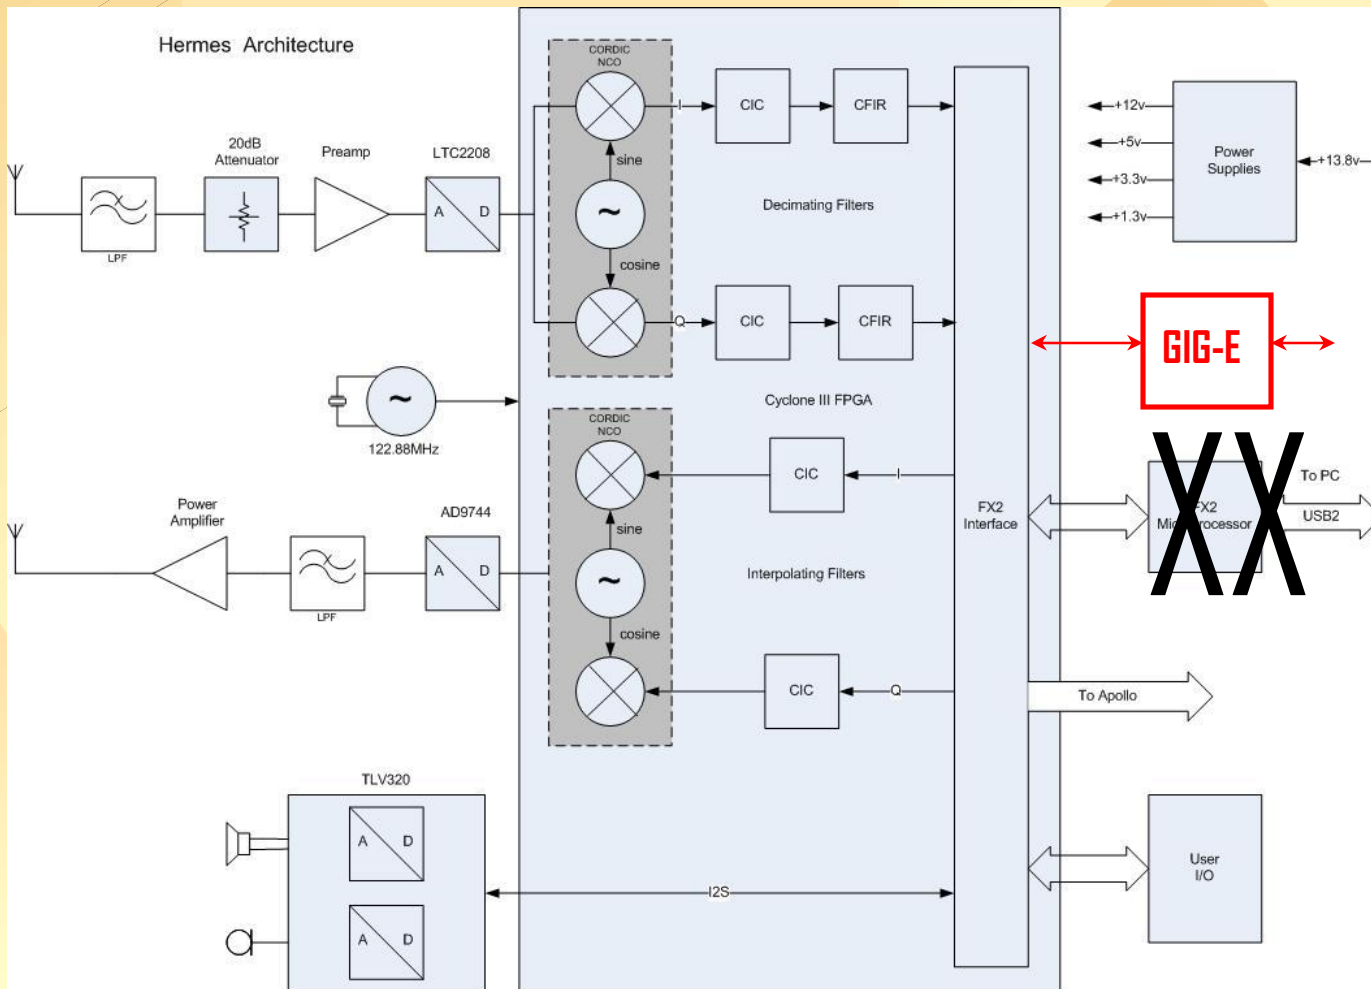 Hermes Architecture
CORDIC
NCO
I
CIC
CFIR
sine
20dB
Attenuator
Preamp
LTC2208
A
D
LPF
Decimating Filters
cosine
Q
CIC
CFIR
+12v
+5v
+3.3v
+1.3v
Power
Supplies
+13.8v
GIG-E
122.88MHz
Cyclone III FPGA
CORDIC
NCO
CIC
I
sine
Power
Amplifier
AD9744
A
D
LPF
Interpolating Filters
cosine
CIC
Q
FX2
Interface
FX2
To PC
USB2
To Apollo
TLV320
A
D
A
D
I2S
User
I/O